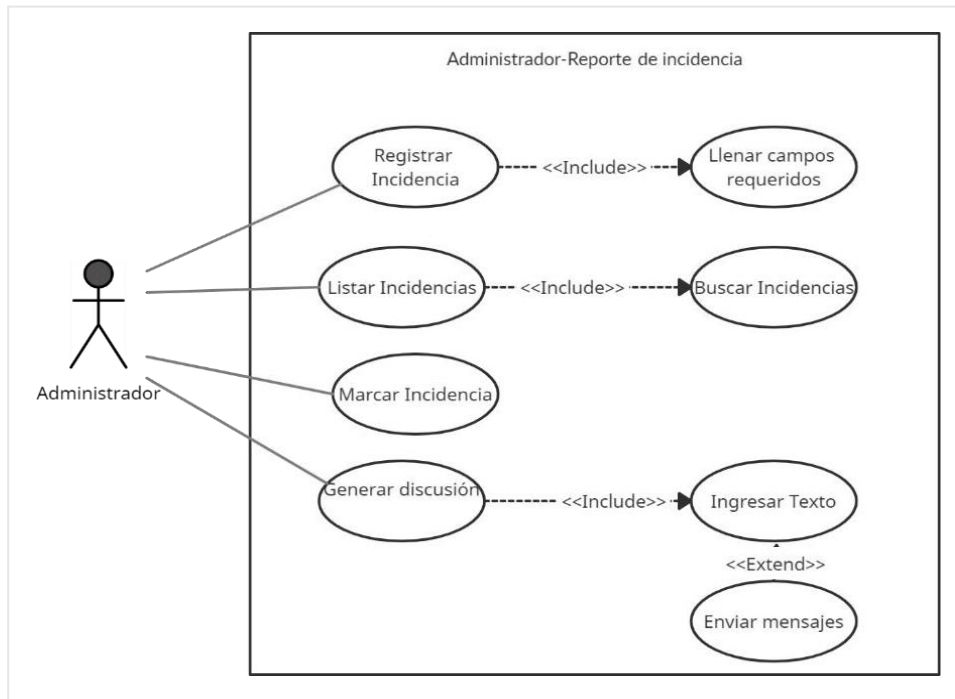 Administrador-Reporte de incidencia
Registrar
Incidencia
<<Include>>
Llenar campos
requeridos
Listar Incidencias
<<Include>>
Buscar Incidencias
Administrador
Marcar Incidencia
Generar discusión
<<Include>>
Ingresar Texto
<<Extend>>
Enviar mensajes